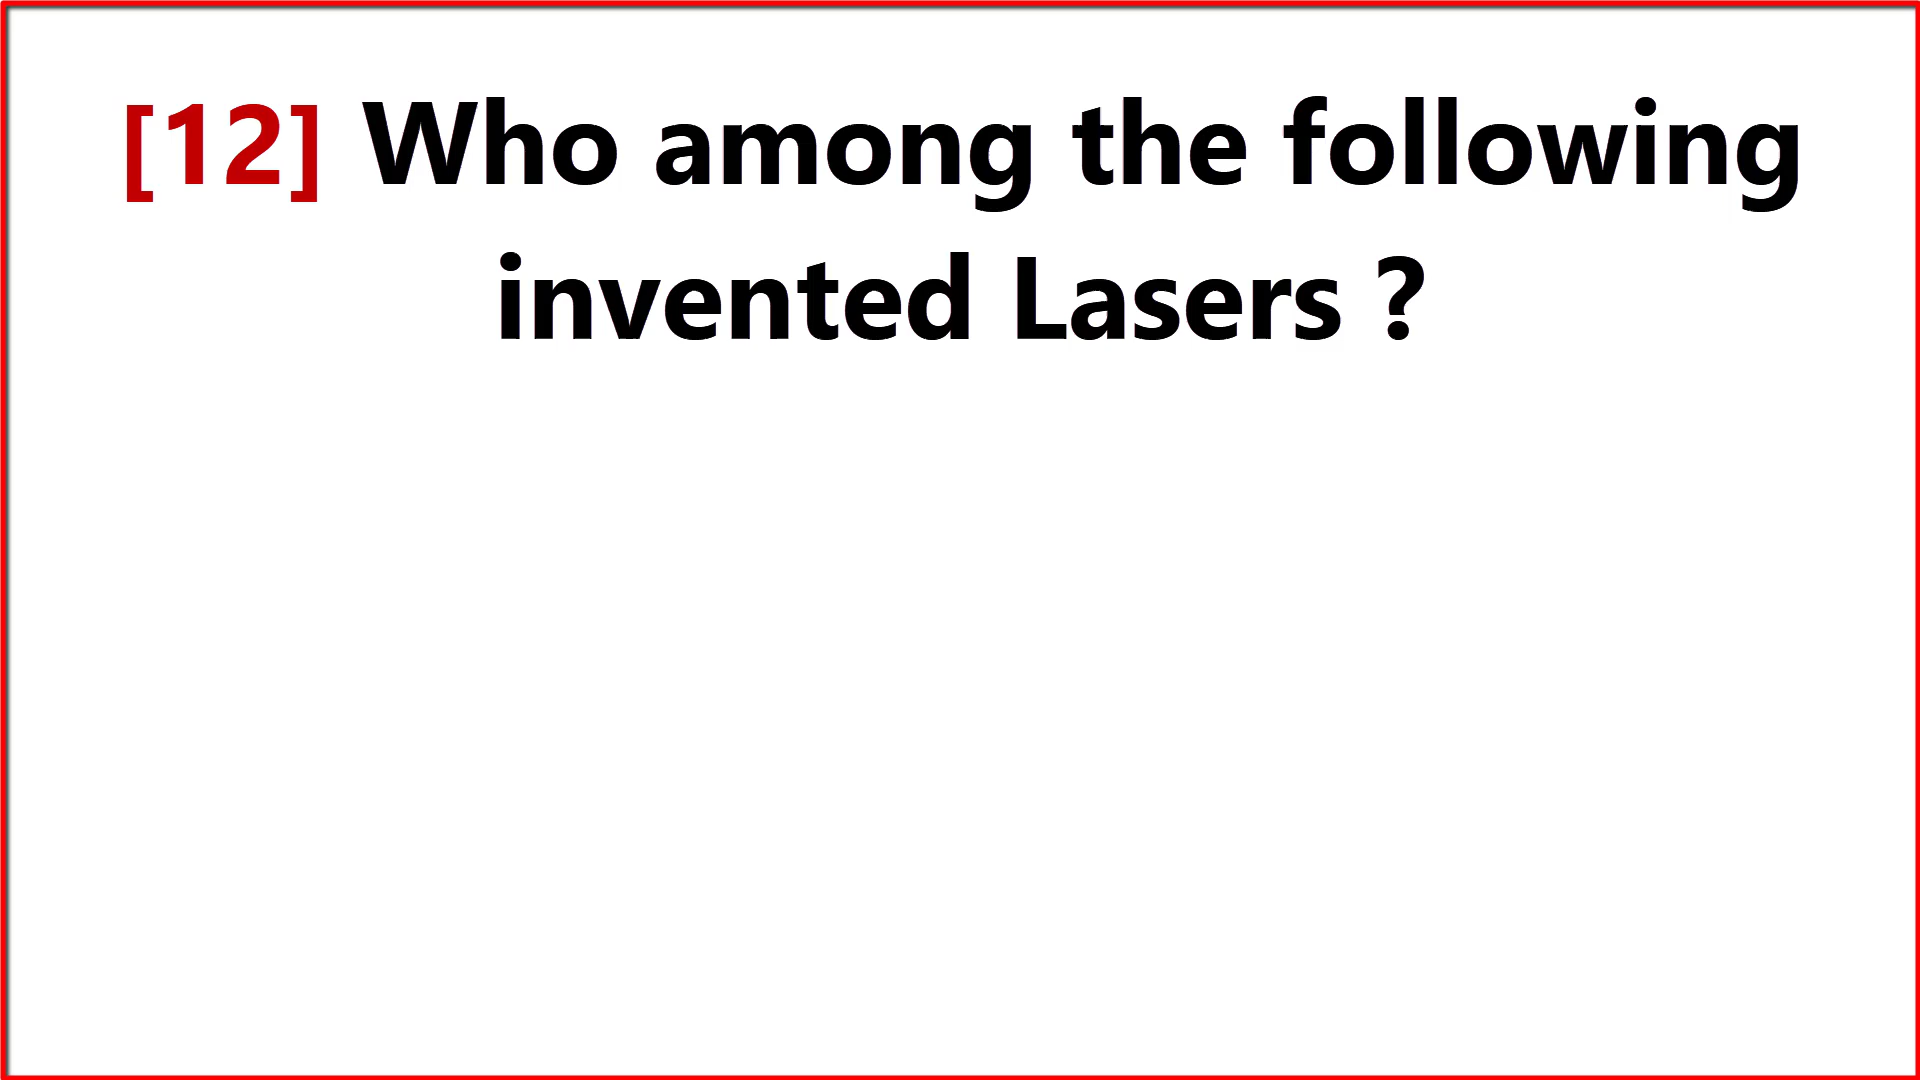 [12] Who among the following
invented Lasers ?